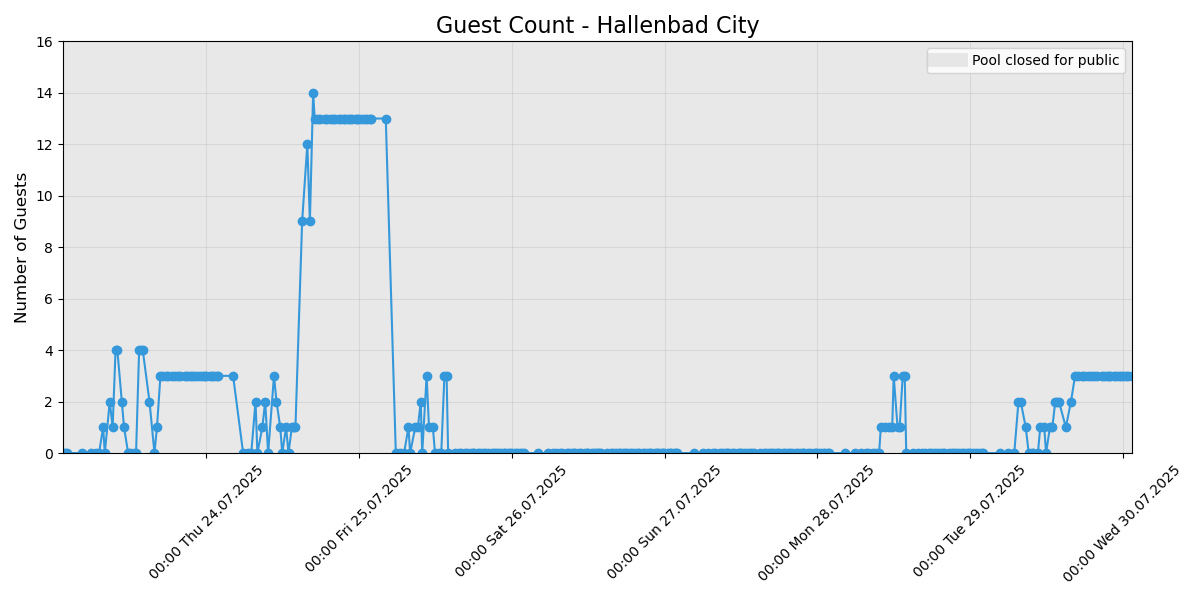 Guest Count - Hallenbad City
Pool closed for public
Number of Guests
16
14
12
10
8
6
4
2
0
00:00 Thu 24.07.2025
00:00 Fri 25.07.2025
00:00 Sat 26.07.2025
00:00 Sun 27.07.2025
00:00 Mon 28.07.2025
00:00 Tue 29.07.2025
00:00 Wed 30.07.2025